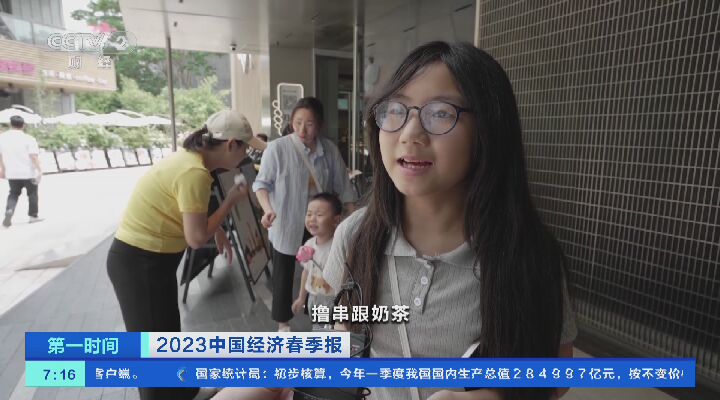 CCTV 2
财 经
撸串跟奶茶
第一时间
2023中国经济春季报
7:16
客户端。 国家统计局：初步核算，今年一季度我国国内生产总值284997亿元，按不变价